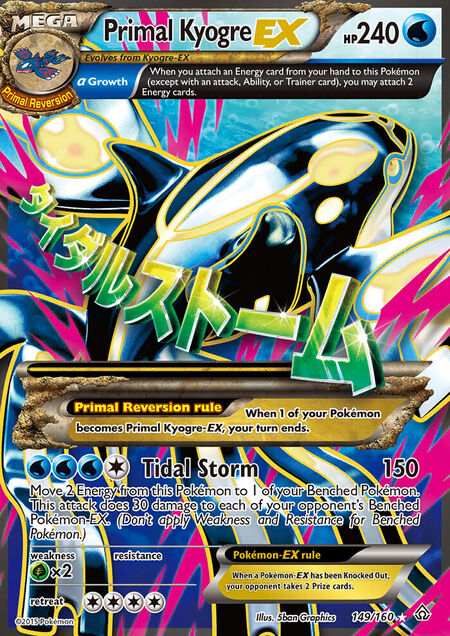 MEGA
Primal Kyogre EX
HP240
Evolves from Kyogre-EX
Primal Reversion
α Growth
When you attach an Energy card from your hand to this Pokémon
(except with an attack, Ability, or Trainer card), you may attach 2
Energy cards.
タイダルストーム
Primal Reversion rule
When 1 of your Pokémon
becomes Primal Kyogre-EX, your turn ends.
Tidal Storm 150
Move 2 Energy from this Pokémon to 1 of your Benched Pokémon.
This attack does 30 damage to each of your opponent's Benched
Pokémon-EX. (Don't apply Weakness and Resistance for Benched
Pokémon.)
weakness
×2
resistance
retreat
Pokémon-EX rule
When a Pokémon-EX has been Knocked Out,
your opponent takes 2 Prize cards.
©2015 Pokémon
Illus. 5ban Graphics
149/160